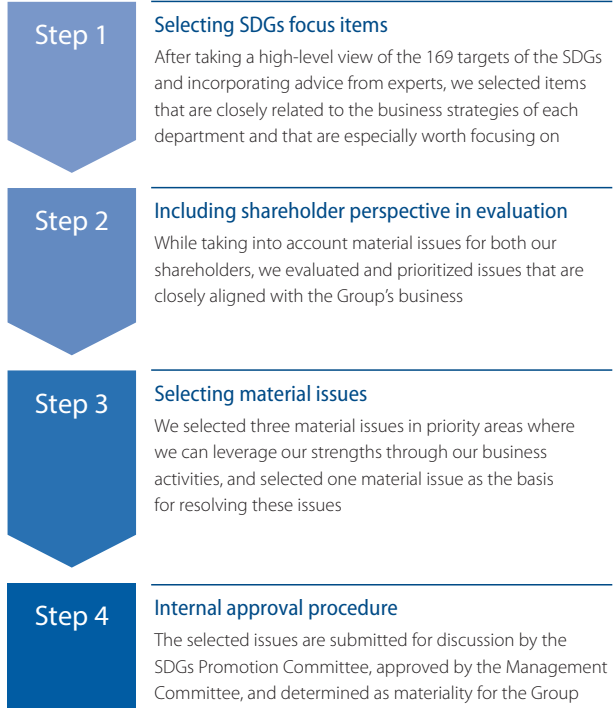 Step 1
Selecting SDGs focus items
After taking a high-level view of the 169 targets of the SDGs
and incorporating advice from experts, we selected items
that are closely related to the business strategies of each
department and that are especially worth focusing on
Step 2
Including shareholder perspective in evaluation
While taking into account material issues for both our
shareholders, we evaluated and prioritized issues that are
closely aligned with the Group's business
Step 3
Selecting material issues
We selected three material issues in priority areas where
we can leverage our strengths through our business
activities, and selected one material issue as the basis
for resolving these issues
Step 4
Internal approval procedure
The selected issues are submitted for discussion by the
SDGs Promotion Committee, approved by the Management
Committee, and determined as materiality for the Group